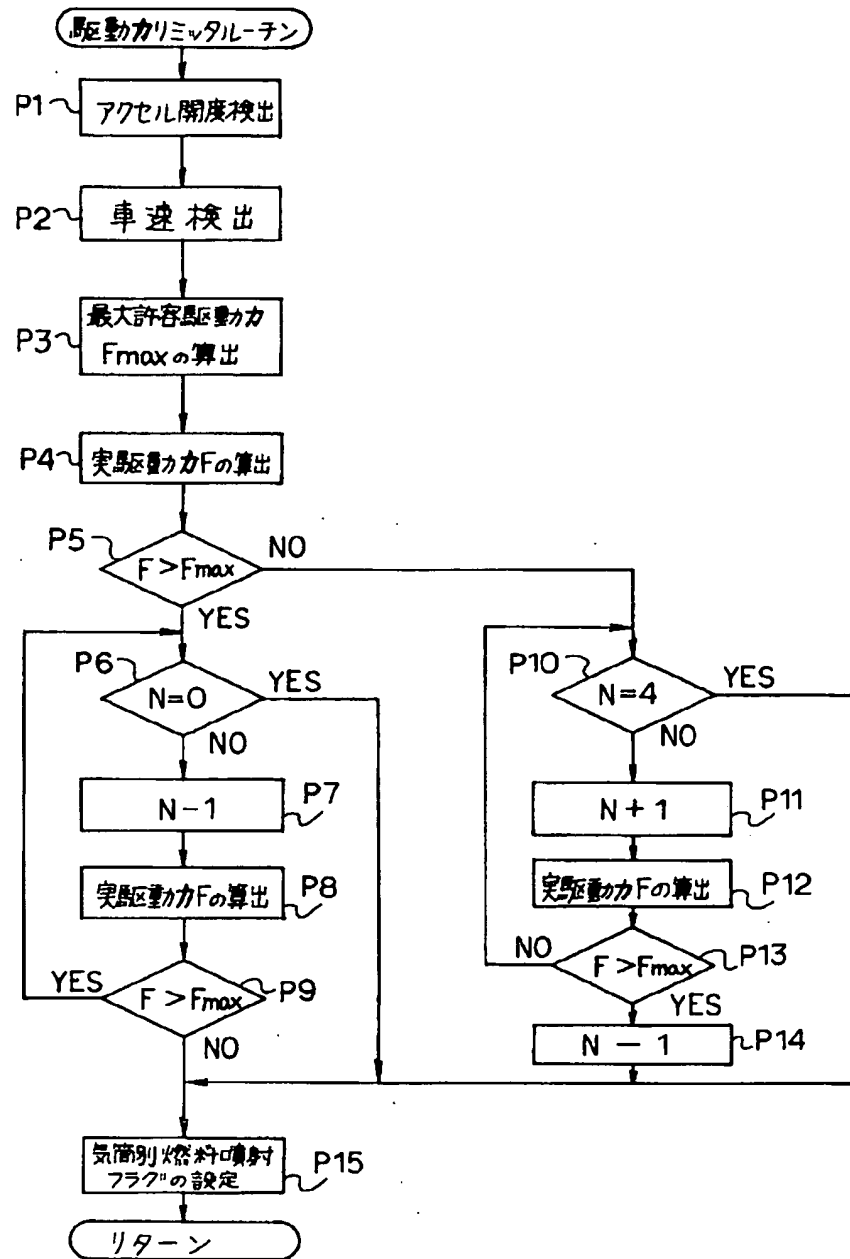 駆動力リミッタルーチン
P1
アクセル開度検出
P2
車速検出
P3
最大許容駆動力
Fmaxの算出
P4
実駆動力Fの算出
P5
F>Fmax
NO
YES
P6
N=0
YES
NO
P7
N-1
P8
実駆動力Fの算出
P9
F>Fmax
YES
NO
P10
N=4
YES
NO
P11
N+1
P12
実駆動力Fの算出
P13
F>Fmax
NO
YES
P14
N-1
P15
気筒別燃料噴射
フラグの設定
リターン